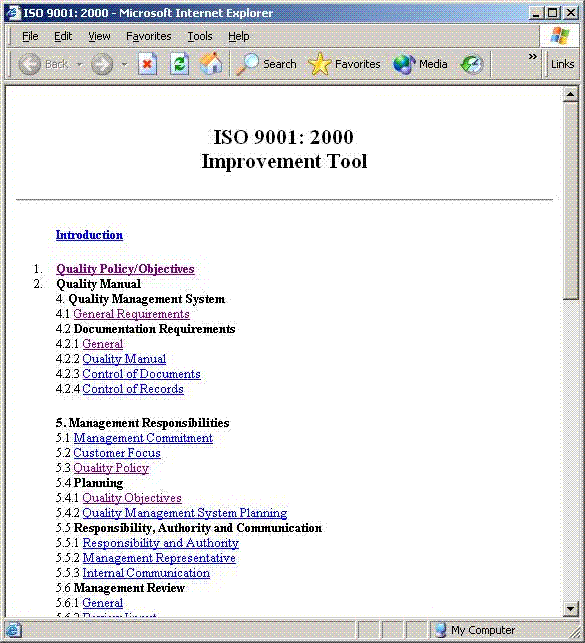 ISO 9001: 2000 - Microsoft Internet Explorer
File Edit View Favorites Tools Help
Back Search Favorites Media » Links
ISO 9001: 2000
Improvement Tool
Introduction
1. Quality Policy/Objectives
2. Quality Manual
4. Quality Management System
4.1 General Requirements
4.2 Documentation Requirements
4.2.1 General
4.2.2 Quality Manual
4.2.3 Control of Documents
4.2.4 Control of Records
5. Management Responsibilities
5.1 Management Commitment
5.2 Customer Focus
5.3 Quality Policy
5.4 Planning
5.4.1 Quality Objectives
5.4.2 Quality Management System Planning
5.5 Responsibility, Authority and Communication
5.5.1 Responsibility and Authority
5.5.2 Management Representative
5.5.3 Internal Communication
5.6 Management Review
5.6.1 General
5.6.2 Review Input
My Computer